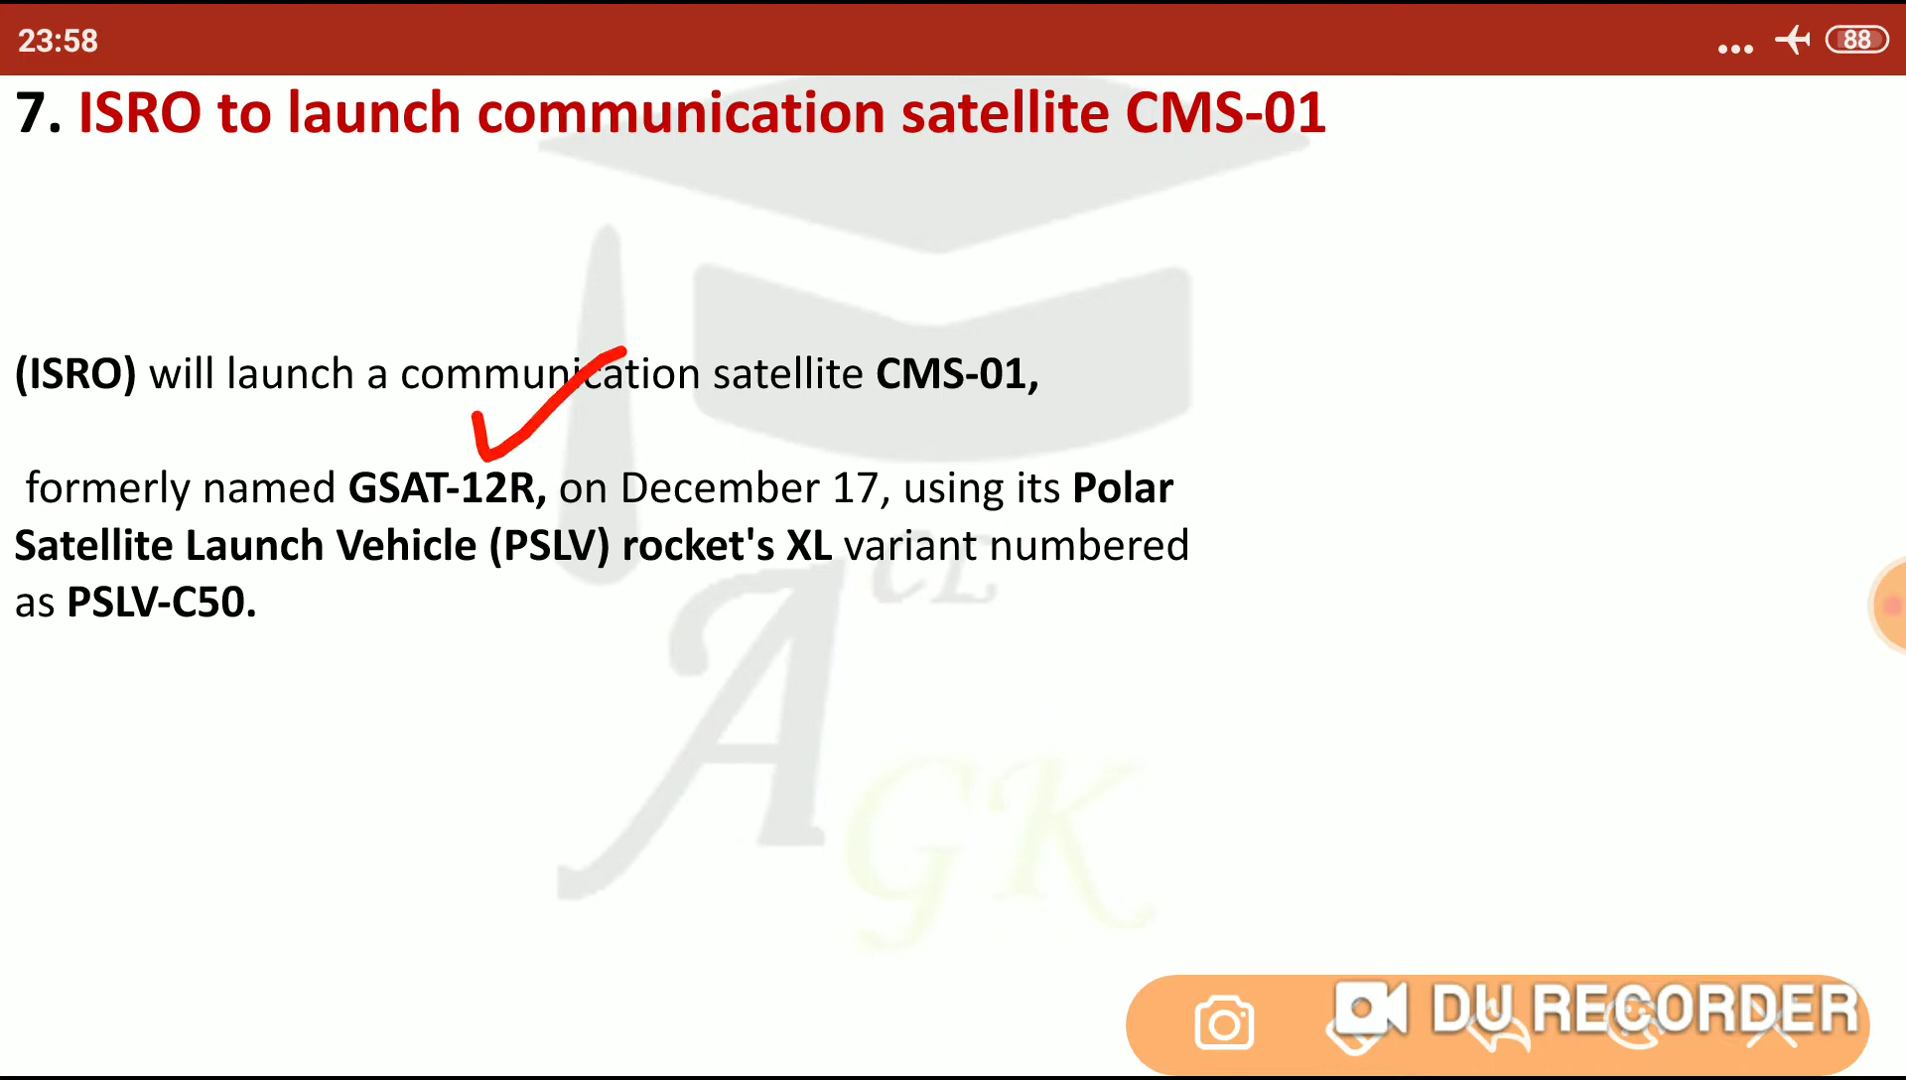 23:58
... 88
7. ISRO to launch communication satellite CMS-01
(ISRO) will launch a communication satellite CMS-01,
formerly named GSAT-12R, on December 17, using its Polar
Satellite Launch Vehicle (PSLV) rocket's XL variant numbered
as PSLV-C50.
CL
A
GK
DU RECORDER